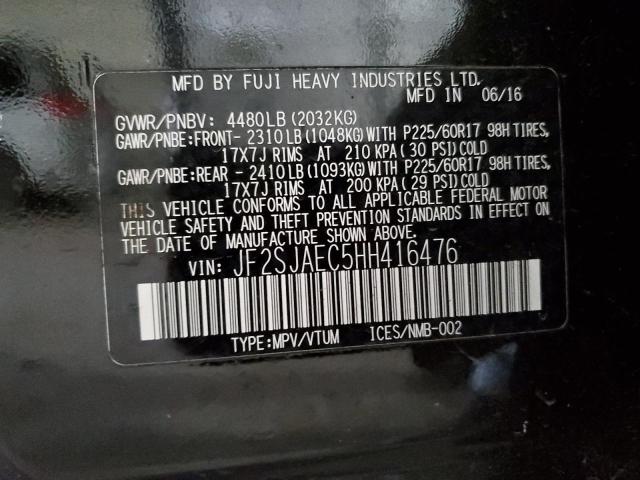 MFD BY FUJI HEAVY INDUSTRIES LTD.
MFD IN 06/16
GVWR/PNBV: 4480LB (2032KG)
GAWR/PNBE:FRONT- 2310LB (1048KG)WITH P225/60R17 98H TIRES,
17X7J RIMS AT 210 KPA( 30 PSI)COLD
GAWR/PNBE:REAR - 2410LB (1093KG)WITH P225/60R17 98H TIRES,
17X7J RIMS AT 200 KPA( 29 PSI)COLD
THIS VEHICLE CONFORMS TO ALL APPLICABLE FEDERAL MOTOR
VEHICLE SAFETY AND THEFT PREVENTION STANDARDS IN EFFECT ON
THE DATE OF MANUFACTURE SHOWN ABOVE.
VIN: JF2SJAEC5HH416476
TYPE:MPV/VTUM ICES/NMB-002